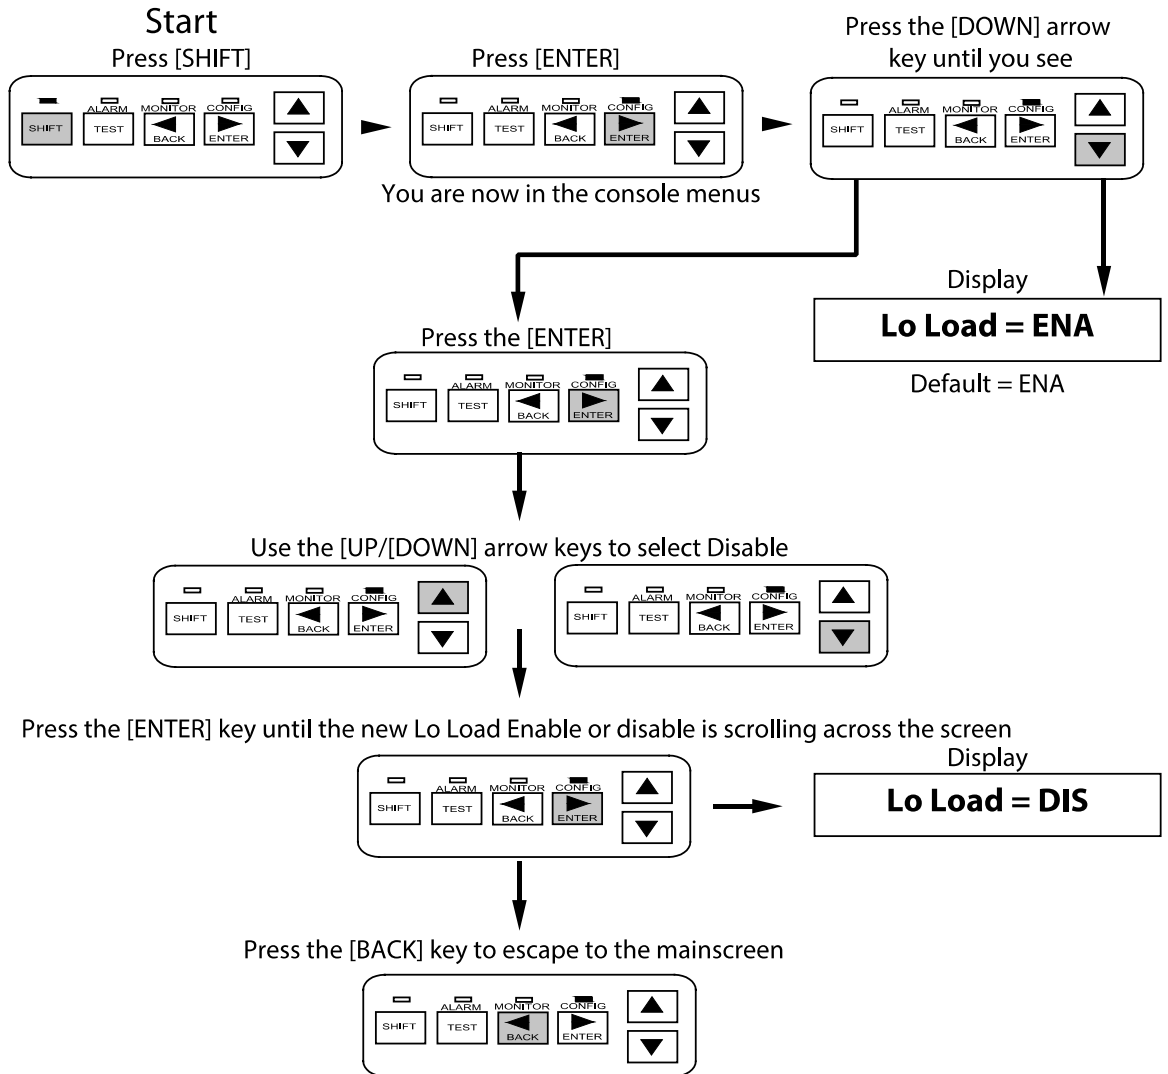 Start
Press [SHIFT]
ALARM MONITOR CONFIG
SHIFT TEST BACK ENTER
Press [ENTER]
ALARM MONITOR CONFIG
SHIFT TEST BACK ENTER
You are now in the console menus
Press the [DOWN] arrow
key until you see
ALARM MONITOR CONFIG
SHIFT TEST BACK ENTER
Display
Lo Load = ENA
Default = ENA
Press the [ENTER]
ALARM MONITOR CONFIG
SHIFT TEST BACK ENTER
Use the [UP/[DOWN] arrow keys to select Disable
ALARM MONITOR CONFIG
SHIFT TEST BACK ENTER
ALARM MONITOR CONFIG
SHIFT TEST BACK ENTER
Press the [ENTER] key until the new Lo Load Enable or disable is scrolling across the screen
ALARM MONITOR CONFIG
SHIFT TEST BACK ENTER
Display
Lo Load = DIS
Press the [BACK] key to escape to the mainscreen
ALARM MONITOR CONFIG
SHIFT TEST BACK ENTER